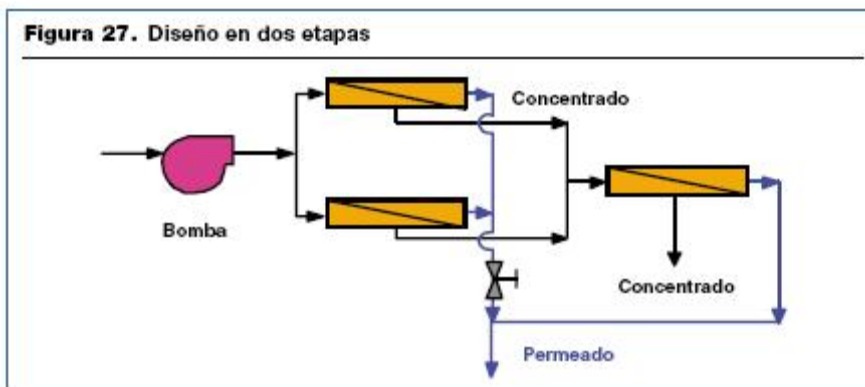 Figura 27. Diseño en dos etapas
Concentrado
Bomba
Concentrado
Permeado